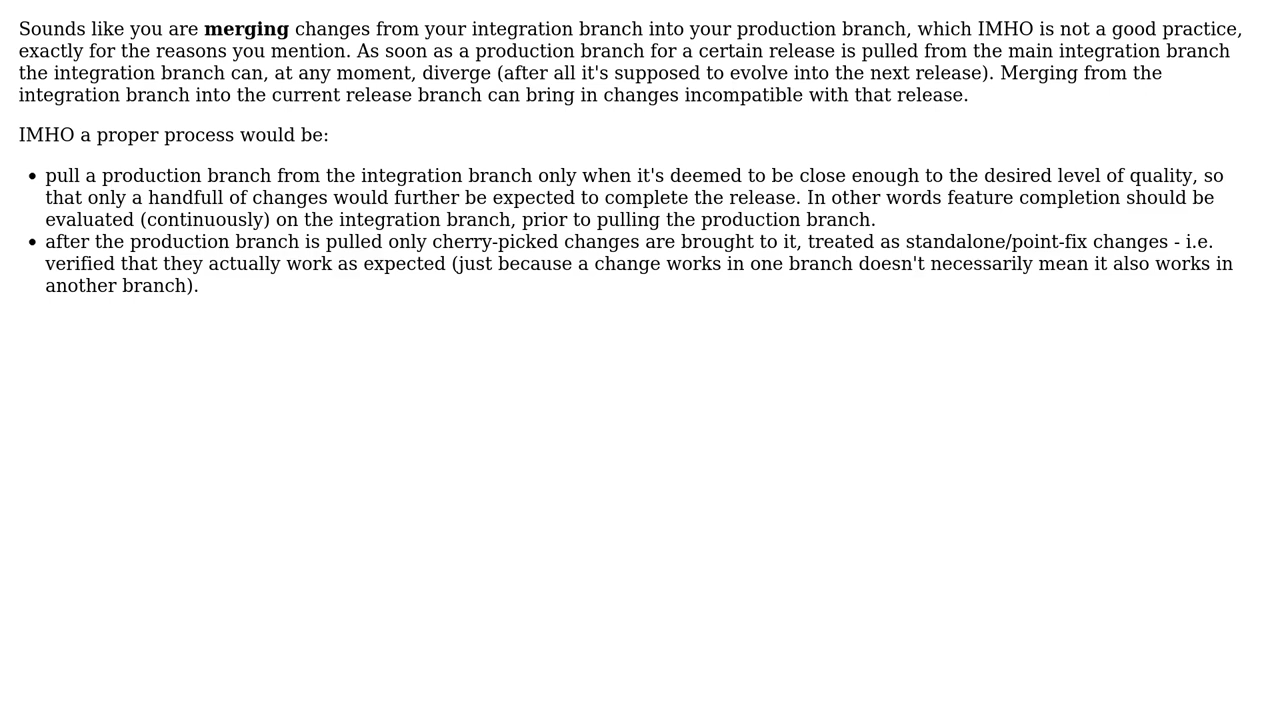 Sounds like you are merging changes from your integration branch into your production branch, which IMHO is not a good practice,
exactly for the reasons you mention. As soon as a production branch for a certain release is pulled from the main integration branch
the integration branch can, at any moment, diverge (after all it's supposed to evolve into the next release). Merging from the
integration branch into the current release branch can bring in changes incompatible with that release.
IMHO a proper process would be:
• pull a production branch from the integration branch only when it's deemed to be close enough to the desired level of quality, so
that only a handfull of changes would further be expected to complete the release. In other words feature completion should be
evaluated (continuously) on the integration branch, prior to pulling the production branch.
• after the production branch is pulled only cherry-picked changes are brought to it, treated as standalone/point-fix changes - i.e.
verified that they actually work as expected (just because a change works in one branch doesn't necessarily mean it also works in
another branch).